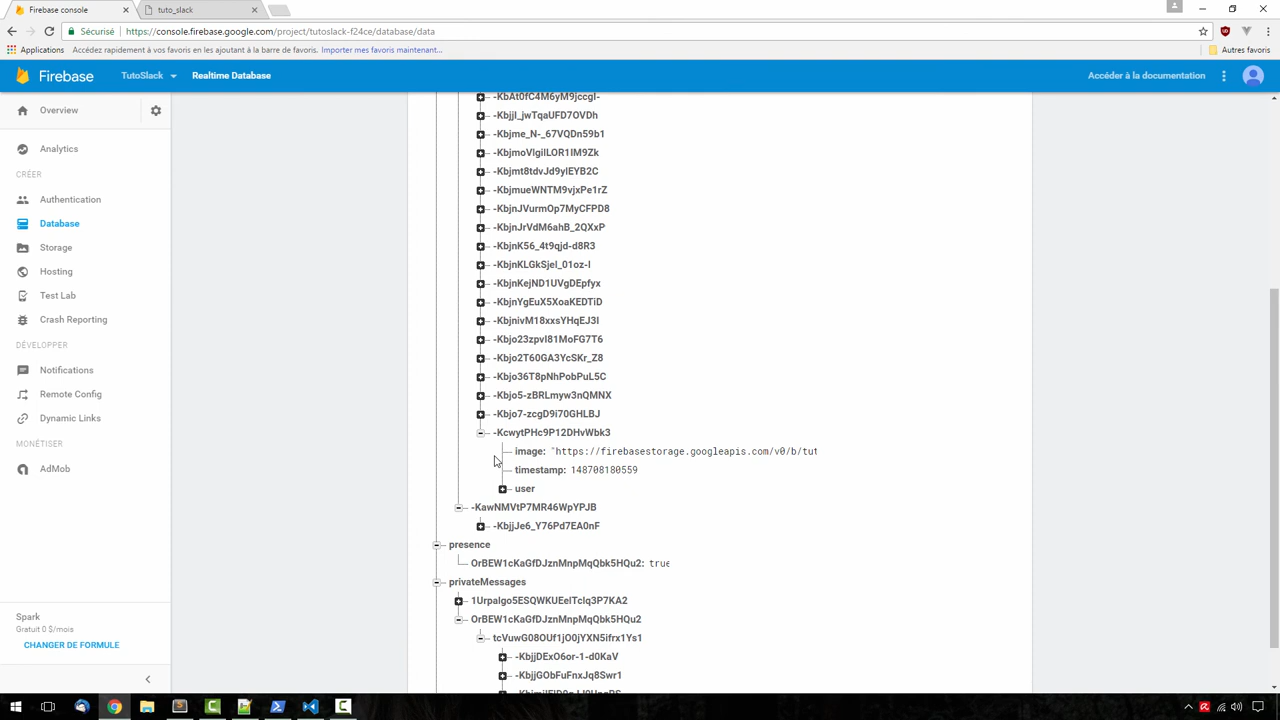 Firebase console
tuto_slack
Sécurisé
https://console.firebase.google.com/project/tutoslack-f24ce/database/data
Applications
Accédez rapidement à vos favoris en les ajoutant à la barre de favoris.
Importer mes favoris maintenant...
Autres favoris
Firebase
TutoSlack
Realtime Database
Accéder à la documentation
Overview
Analytics
CRÉER
Authentication
Database
Storage
Hosting
Test Lab
Crash Reporting
DÉVELOPPER
Notifications
Remote Config
Dynamic Links
MONÉTISER
AdMob
Spark
Gratuit 0 $/mois
CHANGER DE FORMULE
-KbAt0fC4M6yM9jccgI-
-KbjjI_jwTqaUFD7OVDh
-Kbjme_N-_67VQDn59b1
-KbjmoVlgiILOR1IM9Zk
-Kbjmt8tdvJd9ylEYB2C
-KbjmueWNTM9vjxPe1rZ
-KbjnJVurmOp7MyCFPD8
-KbjnJrVdM6ahB_2QXxP
-KbjnK56_4t9qjd-d8R3
-KbjnKLGkSjel_01oz-I
-KbjnKejND1UVgDEpfyx
-KbjnYgEuX5XoaKEDTiD
-KbjnivM18xxsYHqEJ3I
-Kbjo23zpvI81MoFG7T6
-Kbjo2T60GA3YcSKr_Z8
-Kbjo36T8pNhPobPuL5C
-Kbjo5-zBRLmyw3nQMNX
-Kbjo7-zcgD9i70GHLBJ
-KcwytPHc9P12DHvWbk3
image: "https://firebasestorage.googleapis.com/v0/b/tut
timestamp: 148708180559
user
-KawNMVtP7MR46WpYPJB
-KbjjJe6_Y76Pd7EA0nF
presence
OrBEW1cKaGfDJznMnpMqQbk5HQu2: true
privateMessages
1Urpalgo5ESQWKUEelTclq3P7KA2
OrBEW1cKaGfDJznMnpMqQbk5HQu2
tcVuwG08OUf1jO0jYXN5ifrx1Ys1
-KbjjDExO6or-1-d0KaV
-KbjjGObFuFnxJq8Swr1